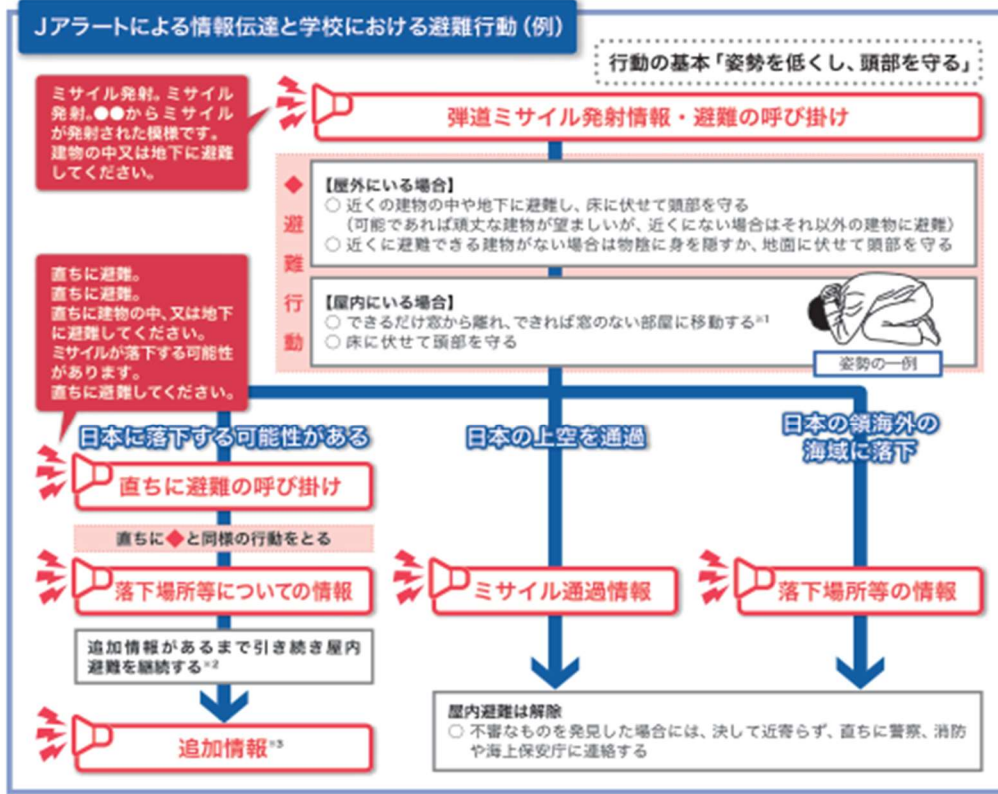 Jアラートによる情報伝達と学校における避難行動(例)
行動の基本「姿勢を低くし、頭部を守る」
ミサイル発射。ミサイル
発射。●●からミサイル
が発射された模様です。
建物の中又は地下に避難
してください。
弾道ミサイル発射情報・避難の呼び掛け
◆避難行動
【屋外にいる場合】
○ 近くの建物の中や地下に避難し、床に伏せて頭部を守る
(可能であれば頑丈な建物が望ましいが、近くにない場合はそれ以外の建物に避難)
○ 近くに避難できる建物がない場合は物陰に身を隠すか、地面に伏せて頭部を守る
【屋内にいる場合】
○ できるだけ窓から離れ、できれば窓のない部屋に移動する※1
○ 床に伏せて頭部を守る
姿勢の一例
直ちに避難。
直ちに避難。
直ちに建物の中、又は地下
に避難してください。
ミサイルが落下する可能性
があります。
直ちに避難してください。
日本に落下する可能性がある
直ちに避難の呼び掛け
直ちに◆と同様の行動をとる
落下場所等についての情報
追加情報があるまで引き続き屋内
避難を継続する※2
追加情報※3
日本の上空を通過
ミサイル通過情報
日本の領海外の
海域に落下
落下場所等の情報
屋内避難は解除
○ 不審なものを発見した場合には、決して近寄らず、直ちに警察、消防
や海上保安庁に連絡する